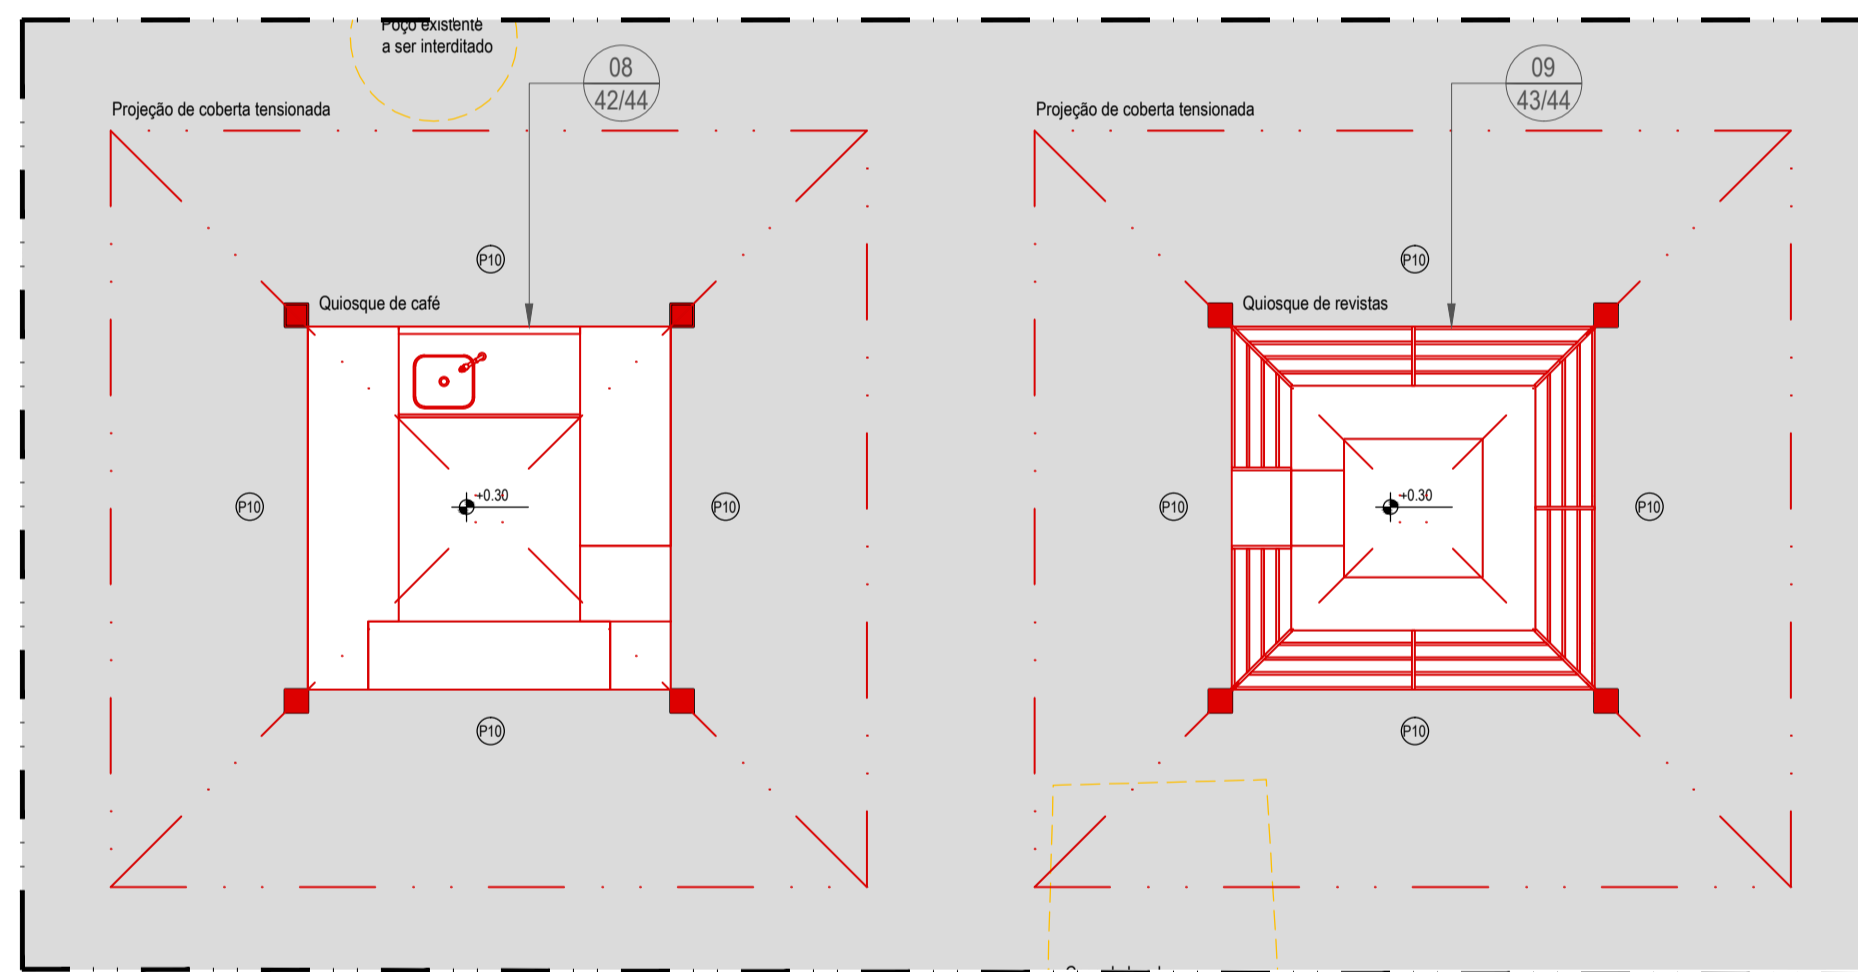 Poço existente
a ser interditado
08
42/44
09
43/44
Projeção de coberta tensionada
Projeção de coberta tensionada
P10
P10
Quiosque de café
Quiosque de revistas
+0.30
+0.30
P10
P10
P10
P10
P10
P10